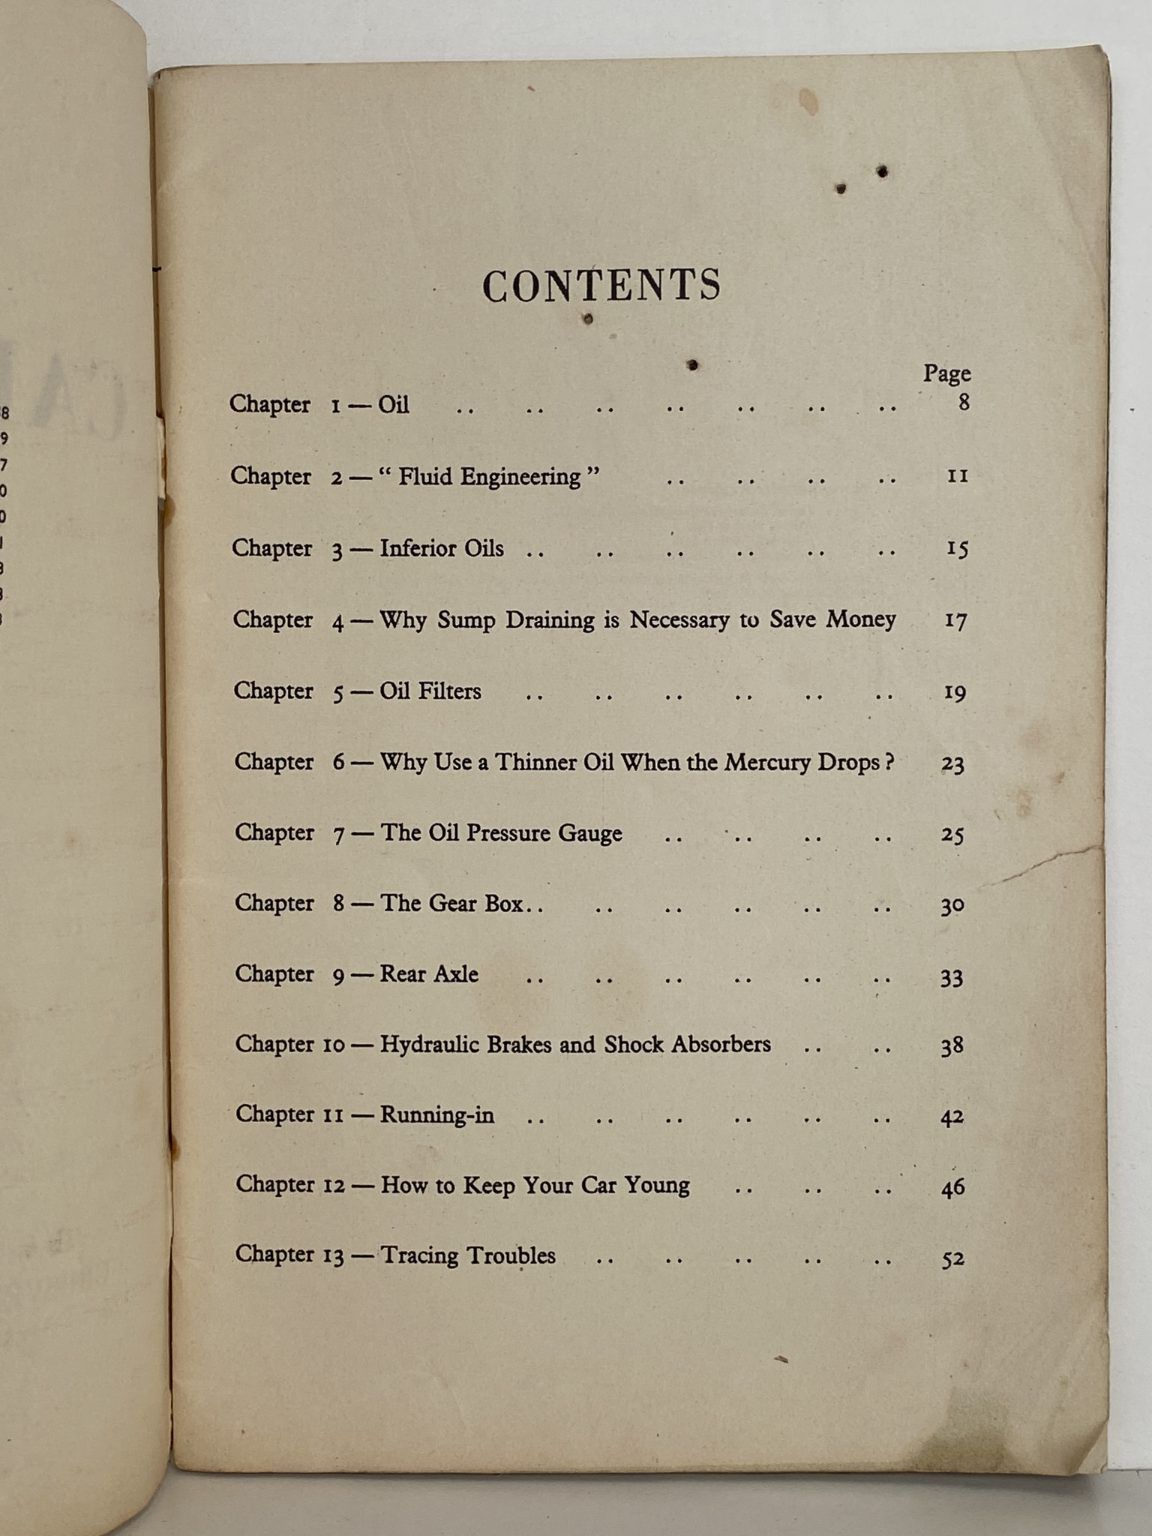 CONTENTS
Page
Chapter 1 — Oil .. .. .. .. .. .. .. 8
Chapter 2 — “ Fluid Engineering ” .. .. .. .. 11
Chapter 3 — Inferior Oils .. .. .. .. .. .. 15
Chapter 4 — Why Sump Draining is Necessary to Save Money 17
Chapter 5 — Oil Filters .. .. .. .. .. .. 19
Chapter 6 — Why Use a Thinner Oil When the Mercury Drops ? 23
Chapter 7 — The Oil Pressure Gauge .. .. .. .. 25
Chapter 8 — The Gear Box.. .. .. .. .. .. 30
Chapter 9 — Rear Axle .. .. .. .. .. .. 33
Chapter 10 — Hydraulic Brakes and Shock Absorbers .. .. 38
Chapter 11 — Running-in .. .. .. .. .. .. 42
Chapter 12 — How to Keep Your Car Young .. .. .. 46
Chapter 13 — Tracing Troubles .. .. .. .. .. 52